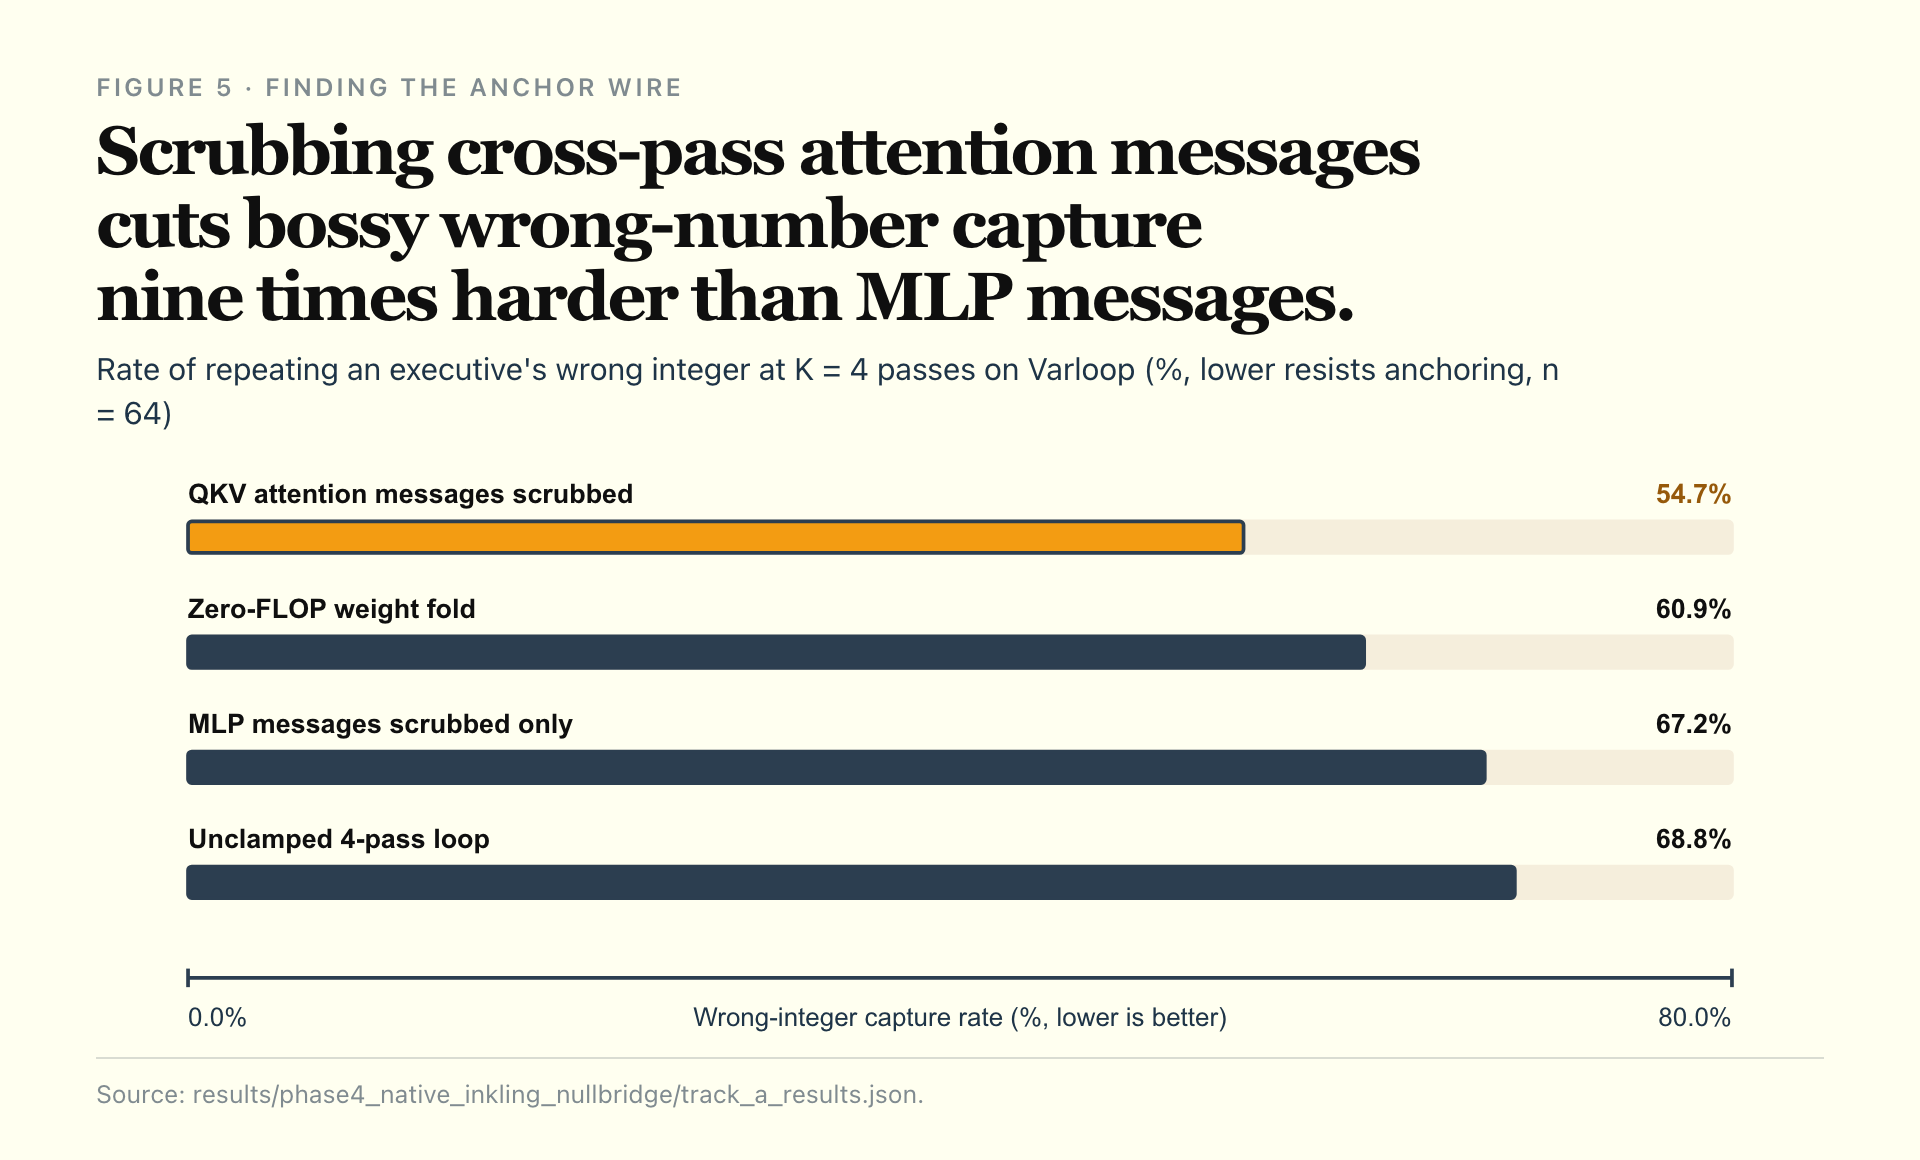 FIGURE 5 · FINDING THE ANCHOR WIRE
Scrubbing cross-pass attention messages
cuts bossy wrong-number capture
nine times harder than MLP messages.
Rate of repeating an executive's wrong integer at K = 4 passes on Varloop (%, lower resists anchoring, n
= 64)
QKV attention messages scrubbed 54.7%
Zero-FLOP weight fold 60.9%
MLP messages scrubbed only 67.2%
Unclamped 4-pass loop 68.8%
0.0% Wrong-integer capture rate (%, lower is better) 80.0%
Source: results/phase4_native_inkling_nullbridge/track_a_results.json.